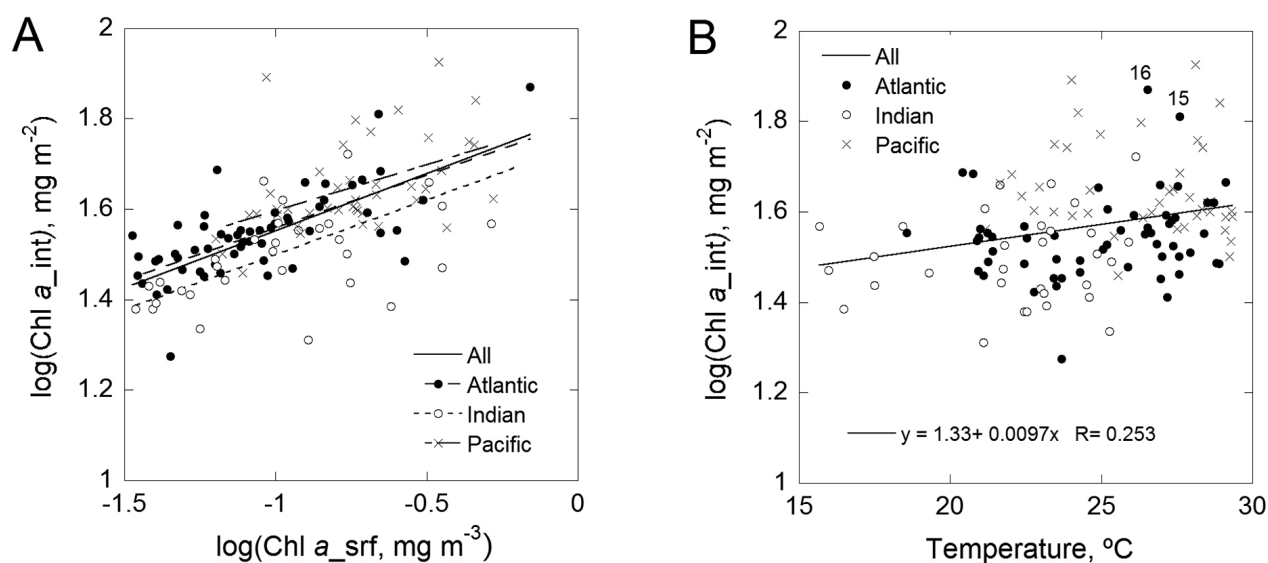 A
log(Chl a_int), mg m-2)
2
1.8
1.6
1.4
1.2
1
-1.5
-1
-0.5
0
log(Chl a_srf, mg m-3)
All
Atlantic
Indian
Pacific
B
log(Chl a_int), mg m-2)
2
1.8
1.6
1.4
1.2
1
15
20
25
30
Temperature, ºC
All
Atlantic
Indian
Pacific
16
15
y = 1.33+ 0.0097x R= 0.253